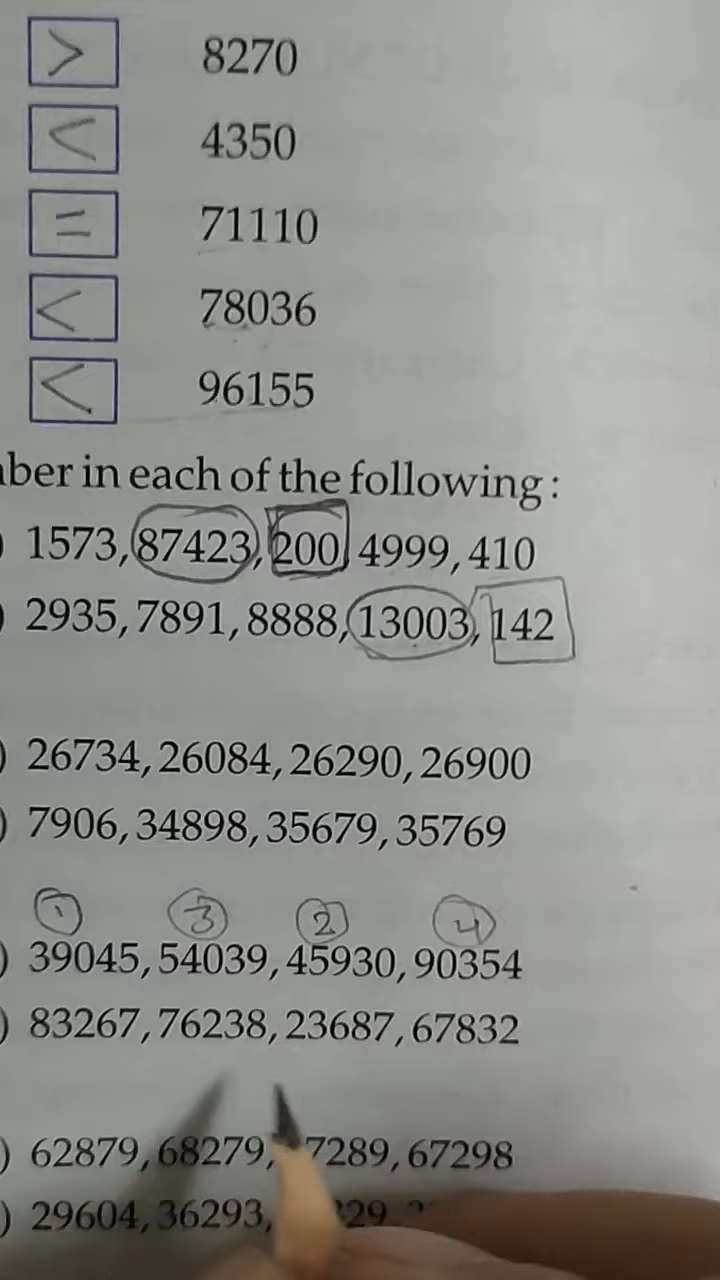 > 8270
< 4350
= 71110
< 78036
< 96155
in each of the following :
) 1573, 87423, 200, 4999, 410
) 2935, 7891, 8888, 13003, 142
) 26734, 26084, 26290, 26900
) 7906, 34898, 35679, 35769
1 3 2 4
) 39045, 54039, 45930, 90354
) 83267, 76238, 23687, 67832
) 62879, 68279, 67298
) 29604, 36293,